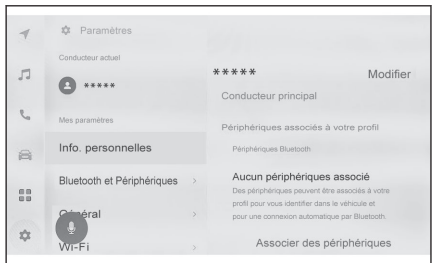 Paramètres
Conducteur actuel
*****
Mes paramètres
Info. personnelles
Bluetooth et Périphériques >
Général >
Wi-Fi >
***** Modifier
Conducteur principal
Périphériques associés à votre profil
Périphériques Bluetooth
Aucun périphériques associé
Des périphériques peuvent être associés à votre
profil pour vous identifier dans le véhicule et
pour une connexion automatique par Bluetooth.
Associer des périphériques